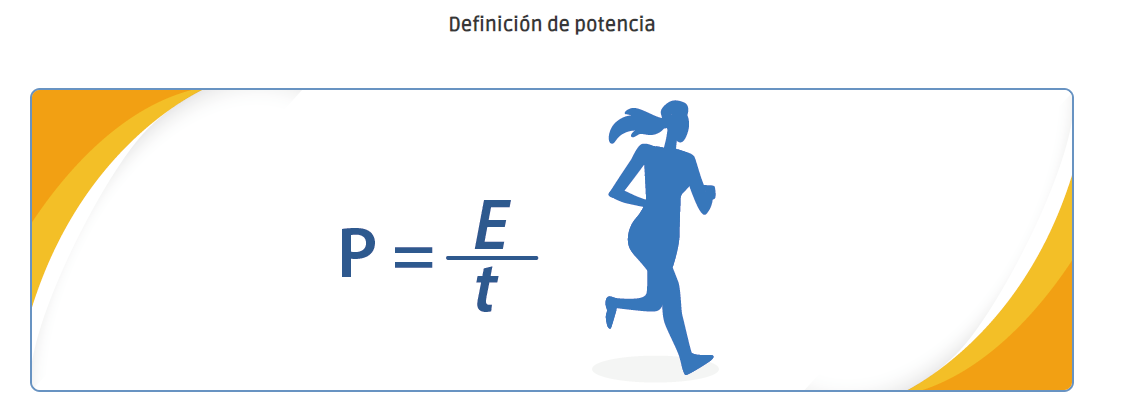 Definición de potencia
P = E
t